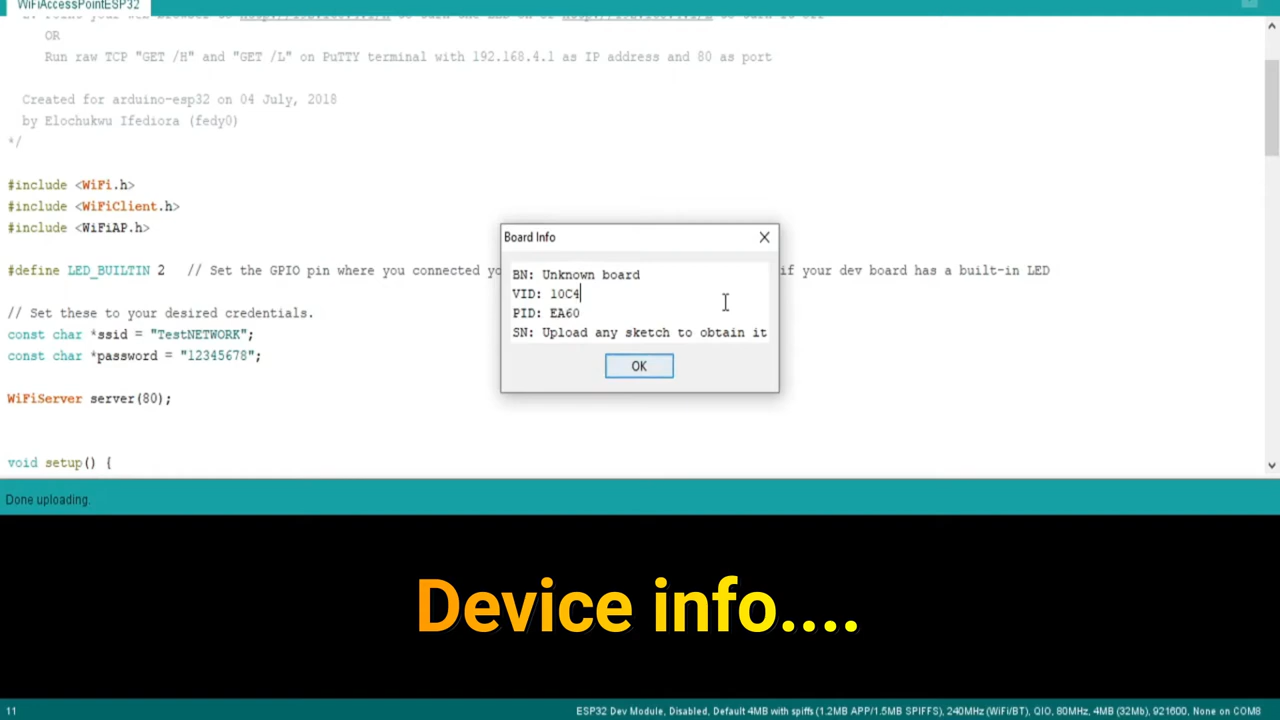 WiFiAccessPointESP32
OR
Run raw TCP "GET /H" and "GET /L" on PuTTY terminal with 192.168.4.1 as IP address and 80 as port
Created for arduino-esp32 on 04 July, 2018
by Elochukwu Ifediora (fedy0)
*/
#include <WiFi.h>
#include <WiFiClient.h>
#include <WiFiAP.h>
#define LED_BUILTIN 2 // Set the GPIO pin where you connected yo if your dev board has a built-in LED
// Set these to your desired credentials.
const char *ssid = "TestNETWORK";
const char *password = "12345678";
WiFiServer server(80);
void setup() {
Board Info
BN: Unknown board
VID: 10C4
PID: EA60
SN: Upload any sketch to obtain it
OK
Done uploading.
Device info....
11
ESP32 Dev Module, Disabled, Default 4MB with spiffs (1.2MB APP/1.5MB SPIFFS), 240MHz (WiFi/BT), QIO, 80MHz, 4MB (32Mb), 921600, None on COM8